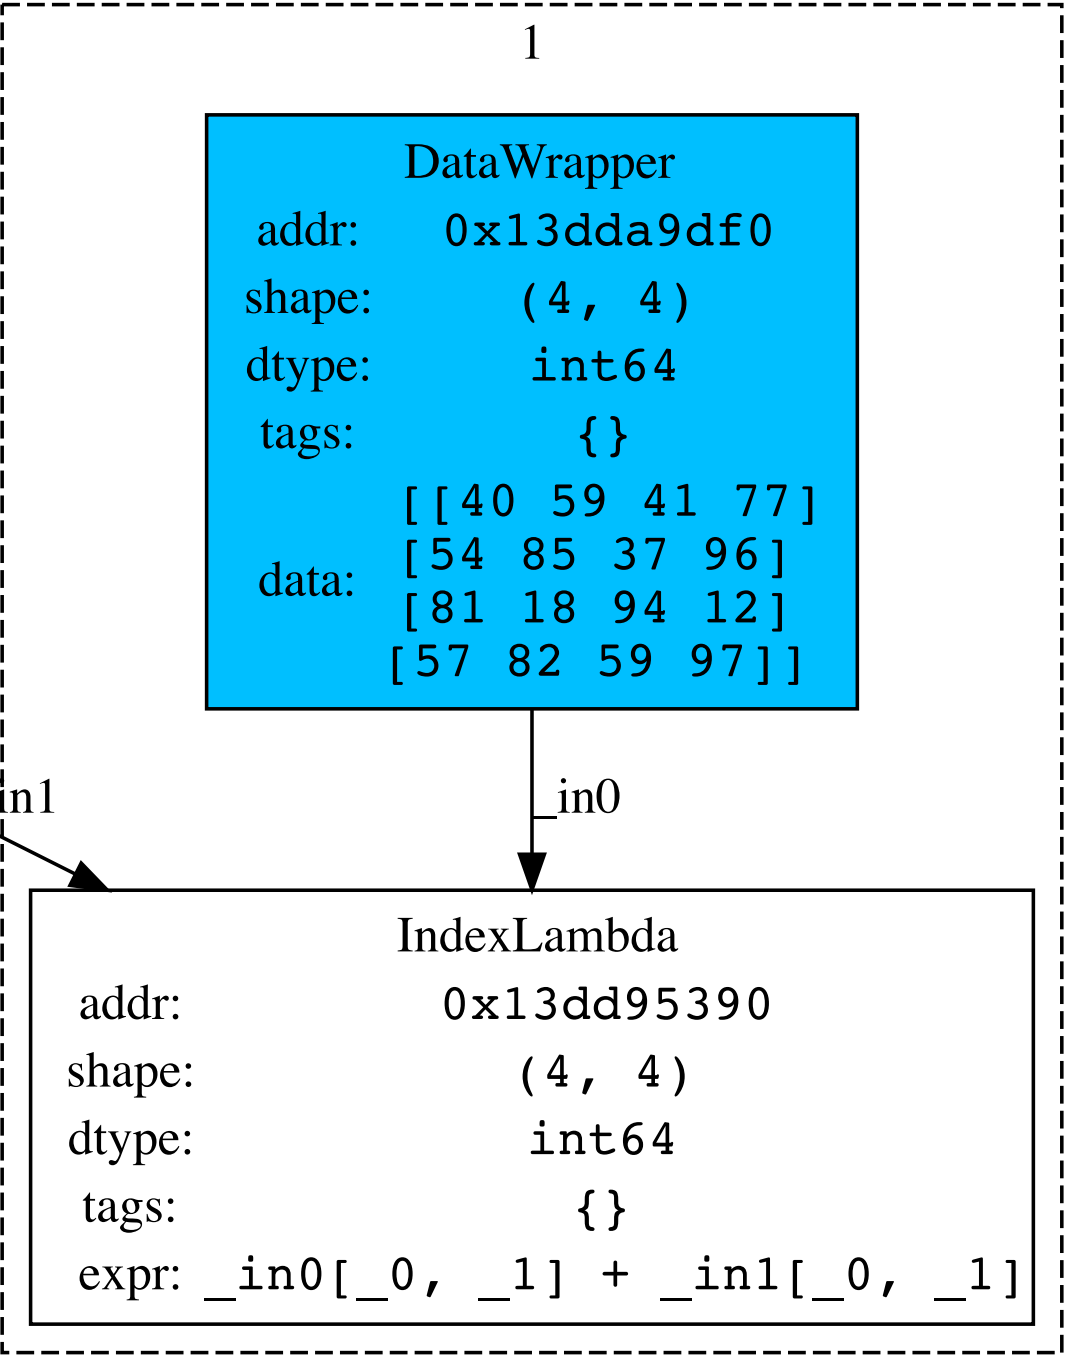 1
DataWrapper
addr: 0x13dda9df0
shape: (4, 4)
dtype: int64
tags: {}
data: [[40 59 41 77]
[54 85 37 96]
[81 18 94 12]
[57 82 59 97]]
in1
_in0
IndexLambda
addr: 0x13dd95390
shape: (4, 4)
dtype: int64
tags: {}
expr: _in0[_0, _1] + _in1[_0, _1]